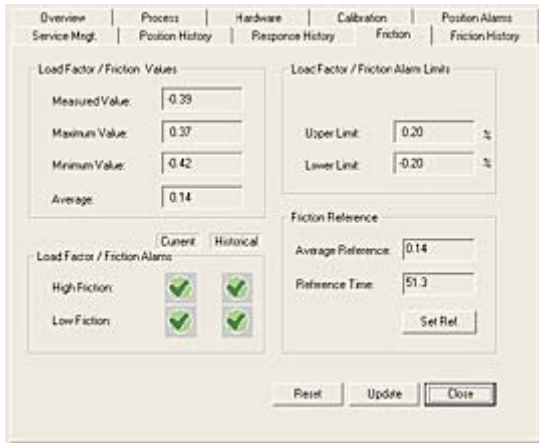 Overview Process Hardware Calibration Position Alarms
Service Mngt. Position History Response History Friction Friction History
Load Factor / Friction Values
Measured Value: -0.39
Maximum Value: 0.37
Minimum Value: -0.42
Average: 0.14
Load Factor / Friction Alarm Limits
Upper Limit: 0.20 %
Lower Limit: -0.20 %
Current Historical
Load Factor / Friction Alarms
High Friction:
Low Friction:
Friction Reference
Average Reference: 0.14
Reference Time: 51.3
Set Ref.
Reset Update Close